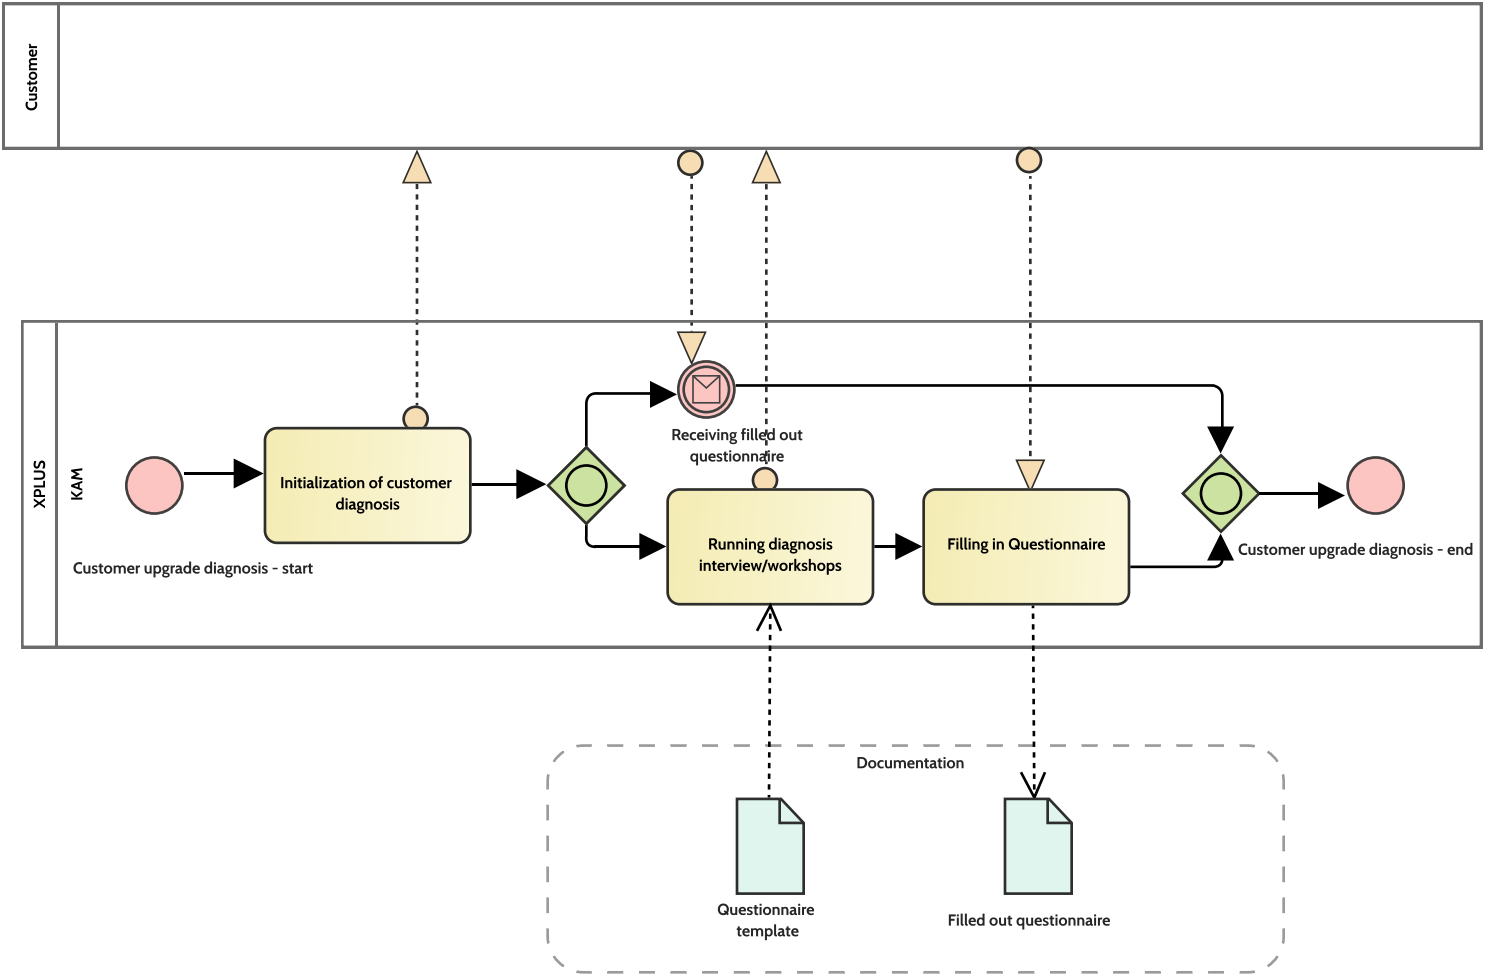 Customer
XPLUS
KAM
Customer upgrade diagnosis - start
Initialization of customer
diagnosis
Receiving filled out
questionnaire
Running diagnosis
interview/workshops
Filling in Questionnaire
Customer upgrade diagnosis - end
Documentation
Questionnaire
template
Filled out questionnaire